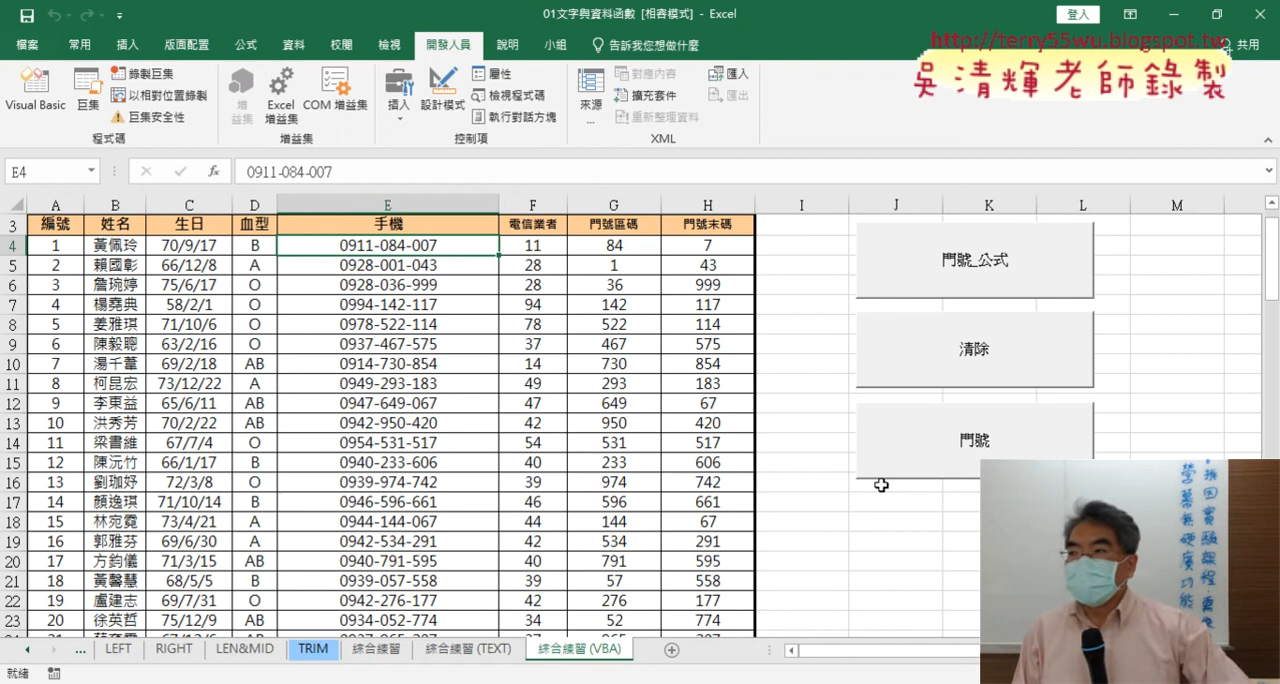 01文字與資料函數 [相容模式] - Excel
登入
檔案 常用 插入 版面配置 公式 資料 校閱 檢視 開發人員 說明 小組 告訴我您想做什麼 共用
http://terry55wu.blogspot.tw
吳清輝老師錄製
Visual Basic 巨集 錄製巨集 以相對位置錄製 巨集安全性 程式碼
增益集 Excel 增益集 COM 增益集 增益集
插入 設計模式 屬性 檢視程式碼 執行對話方塊 控制項
來源 ... 對應內容 擴充套件 重新整理資料 匯入 匯出 XML
E4 fx 0911-084-007
A B C D E F G H I J K L M
3 編號 姓名 生日 血型 手機 電信業者 門號區碼 門號末碼
4 1 黃佩玲 70/9/17 B 0911-084-007 11 84 7
5 2 賴國彰 66/12/8 A 0928-001-043 28 1 43
6 3 詹琬婷 75/6/17 O 0928-036-999 28 36 999
7 4 楊堯典 58/2/1 O 0994-142-117 94 142 117
8 5 姜雅琪 71/10/6 O 0978-522-114 78 522 114
9 6 陳毅聰 63/2/16 O 0937-467-575 37 467 575
10 7 湯千葦 69/2/18 AB 0914-730-854 14 730 854
11 8 柯昆宏 73/12/22 A 0949-293-183 49 293 183
12 9 李東益 65/6/11 AB 0947-649-067 47 649 67
13 10 洪秀芳 70/2/22 AB 0942-950-420 42 950 420
14 11 梁書維 67/7/4 O 0954-531-517 54 531 517
15 12 陳沅竹 66/1/17 B 0940-233-606 40 233 606
16 13 劉珈妤 72/3/8 O 0939-974-742 39 974 742
17 14 顏逸琪 71/10/14 B 0946-596-661 46 596 661
18 15 林宛霓 73/4/21 A 0944-144-067 44 144 67
19 16 郭雅芬 69/6/30 A 0942-534-291 42 534 291
20 17 方鈞儀 71/3/15 AB 0940-791-595 40 791 595
21 18 黃馨慧 68/5/5 B 0939-057-558 39 57 558
22 19 盧建志 69/7/31 O 0942-276-177 42 276 177
23 20 徐英哲 75/12/9 AB 0934-052-774 34 52 774
門號_公式
清除
門號
... LEFT RIGHT LEN&MID TRIM 綜合練習 綜合練習 (TEXT) 綜合練習 (VBA)
就緒